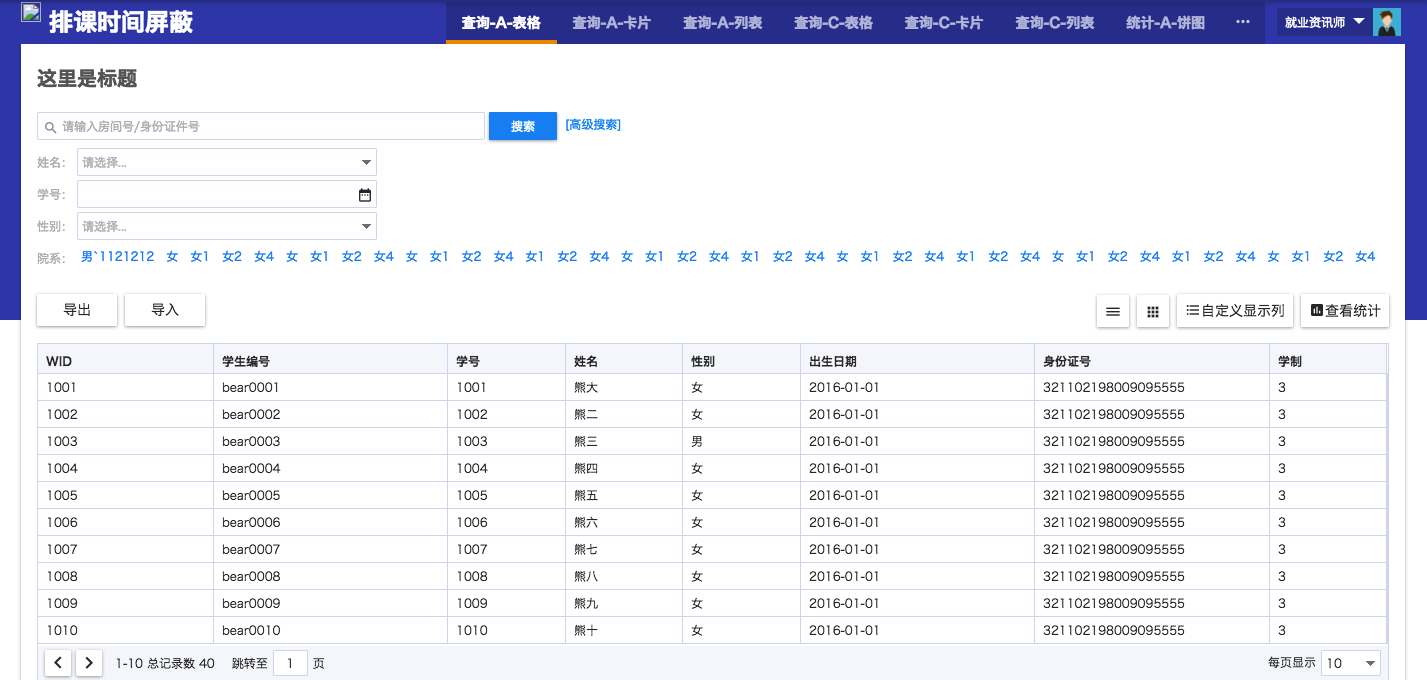 排课时间屏蔽 查询-A-表格 查询-A-卡片 查询-A-列表 查询-C-表格 查询-C-卡片 查询-C-列表 统计-A-饼图 ··· 就业资讯师
这里是标题
请输入房间号/身份证件号 搜索 [高级搜索]
姓名: 请选择...
学号:
性别: 请选择...
院系: 男`1121212 女 女1 女2 女4 女 女1 女2 女4 女 女1 女2 女4 女1 女2 女4 女 女1 女2 女4 女1 女2 女4 女 女1 女2 女4 女1 女2 女4 女 女1 女2 女4 女1 女2 女4 女 女1 女2 女4
导出 导入 自定义显示列 查看统计
WID 学生编号 学号 姓名 性别 出生日期 身份证号 学制
1001 bear0001 1001 熊大 女 2016-01-01 321102198009095555 3
1002 bear0002 1002 熊二 女 2016-01-01 321102198009095555 3
1003 bear0003 1003 熊三 男 2016-01-01 321102198009095555 3
1004 bear0004 1004 熊四 女 2016-01-01 321102198009095555 3
1005 bear0005 1005 熊五 女 2016-01-01 321102198009095555 3
1006 bear0006 1006 熊六 女 2016-01-01 321102198009095555 3
1007 bear0007 1007 熊七 女 2016-01-01 321102198009095555 3
1008 bear0008 1008 熊八 女 2016-01-01 321102198009095555 3
1009 bear0009 1009 熊九 女 2016-01-01 321102198009095555 3
1010 bear0010 1010 熊十 女 2016-01-01 321102198009095555 3
1-10 总记录数 40 跳转至 1 页 每页显示 10